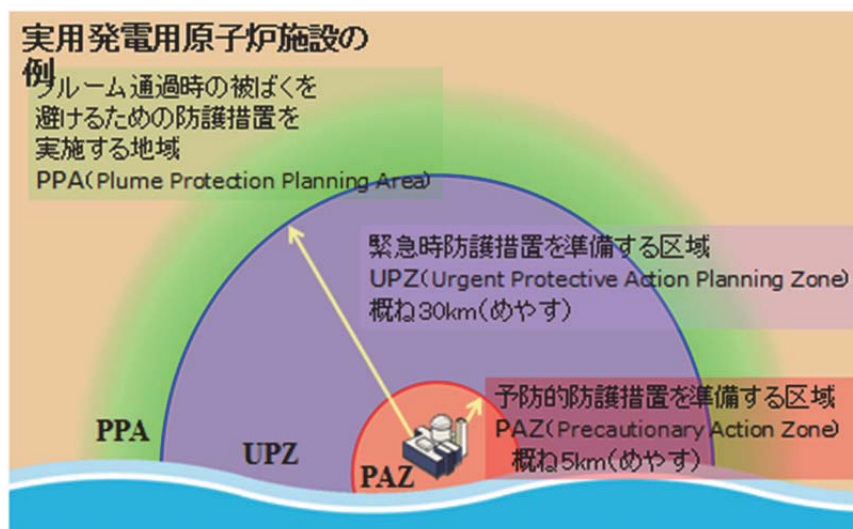 実用発電用原子炉施設の
例
プルーム通過時の被ばくを
避けるための防護措置を
実施する地域
PPA(Plume Protection Planning Area)
緊急時防護措置を準備する区域
UPZ(Urgent Protective Action Planning Zone)
概ね30km(めやす)
予防的防護措置を準備する区域
PAZ(Precautionary Action Zone)
概ね5km(めやす)
PPA
UPZ
PAZ